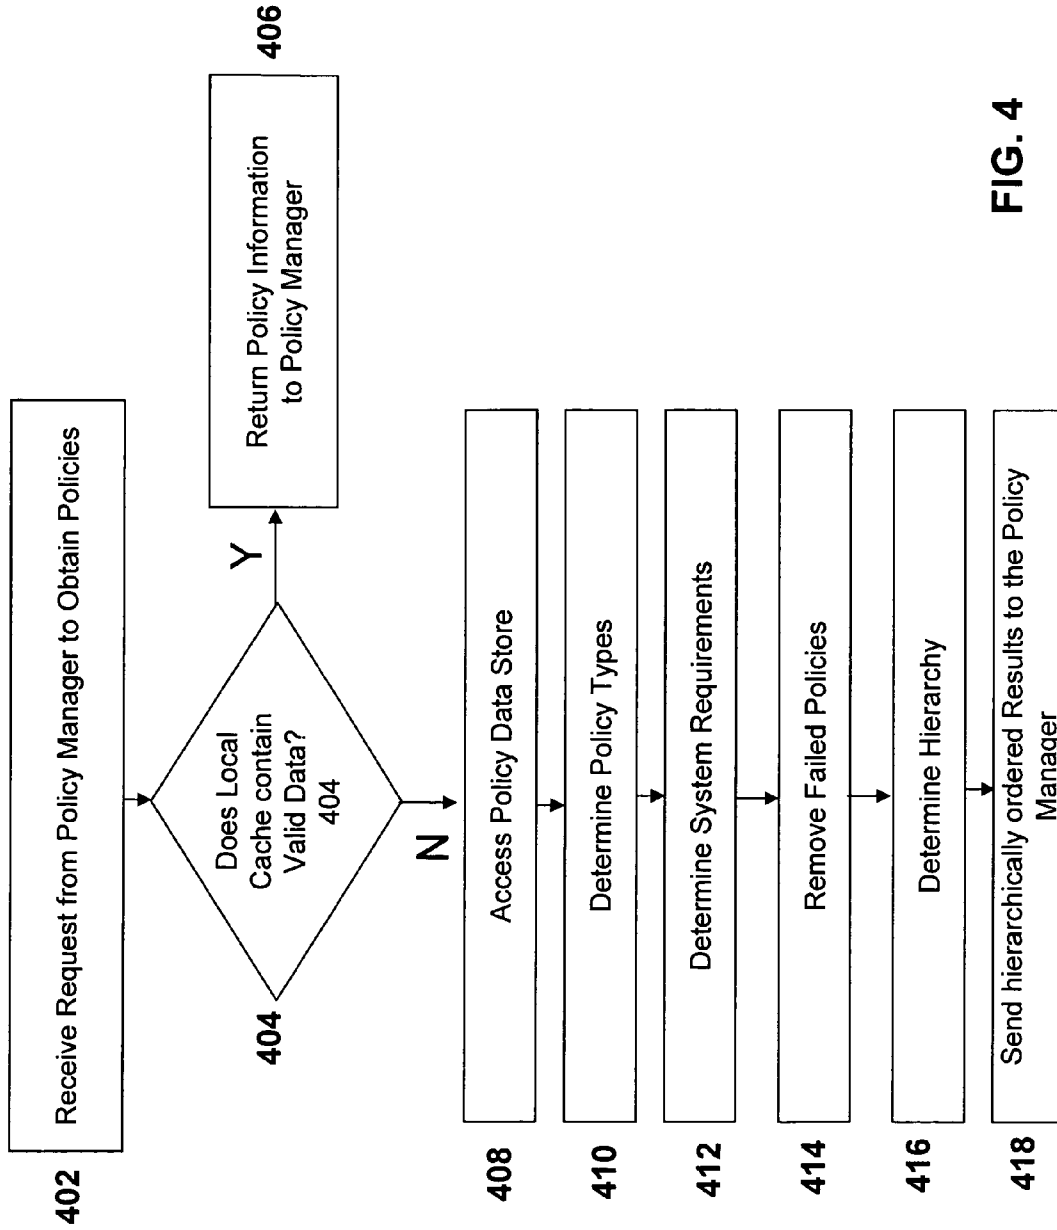 402
Receive Request from Policy Manager to Obtain Policies
404
Does Local
Cache contain
Valid Data?
404
Y
406
Return Policy Information
to Policy Manager
N
408
Access Policy Data Store
410
Determine Policy Types
412
Determine System Requirements
414
Remove Failed Policies
416
Determine Hierarchy
418
Send hierarchically ordered Results to the Policy
Manager
FIG. 4